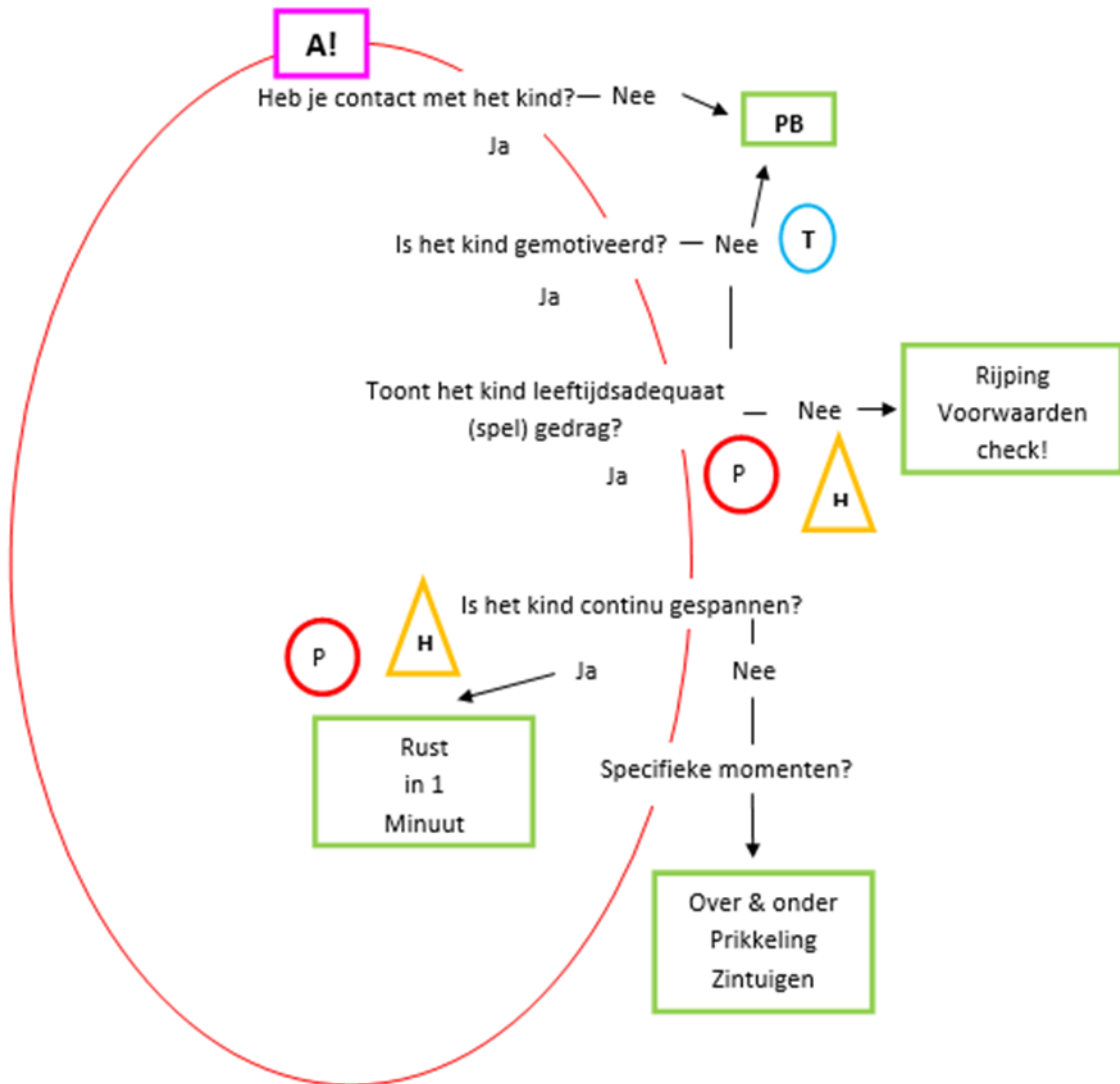 A!
Heb je contact met het kind? — Nee
PB
Ja
Is het kind gemotiveerd? — Nee
T
Ja
Toont het kind leeftijdsadequaat
(spel) gedrag?
— Nee
Rijping
Voorwaarden
check!
Ja
P
H
Is het kind continu gespannen?
P
H
Ja
Nee
Rust
in 1
Minuut
Specifieke momenten?
Over & onder
Prikkeling
Zintuigen